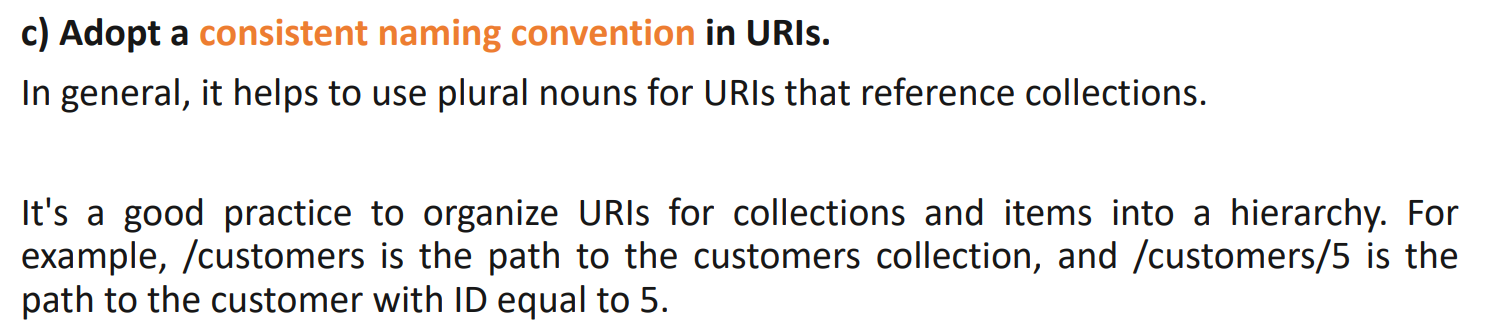 c) Adopt a consistent naming convention in URIs.
In general, it helps to use plural nouns for URIs that reference collections.
It's a good practice to organize URIs for collections and items into a hierarchy. For
example, /customers is the path to the customers collection, and /customers/5 is the
path to the customer with ID equal to 5.